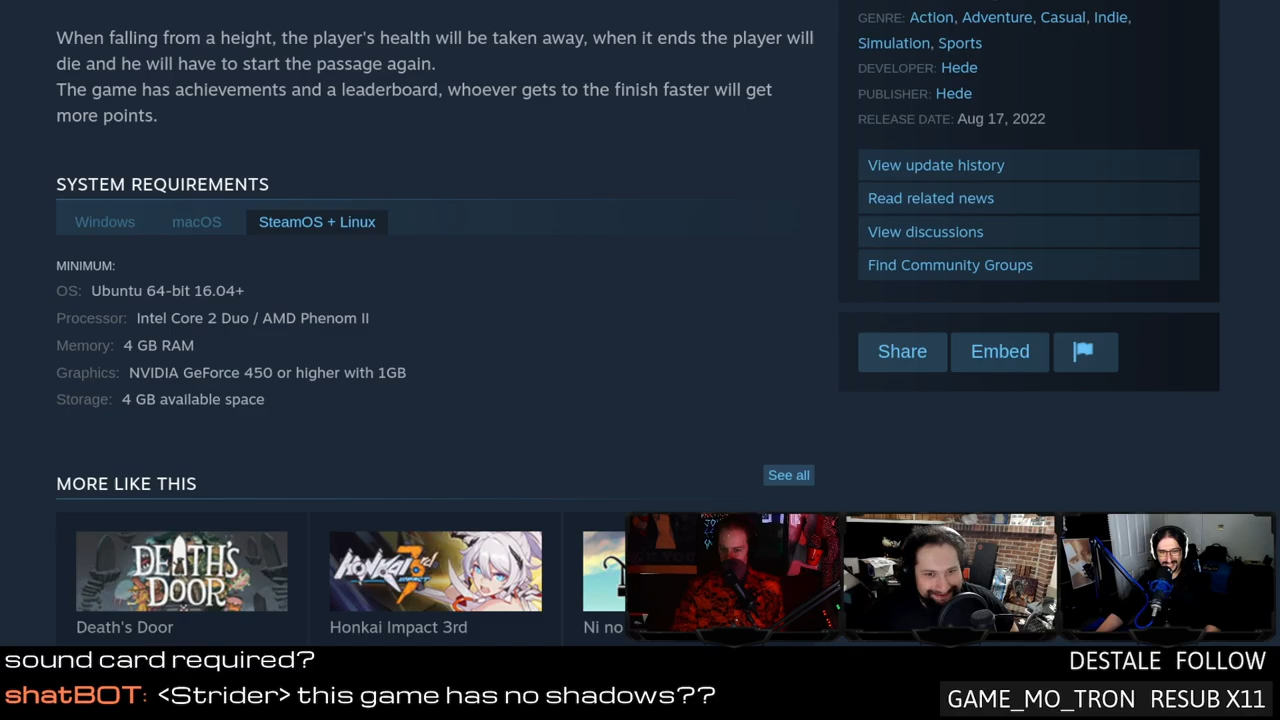 When falling from a height, the player's health will be taken away, when it ends the player will
die and he will have to start the passage again.
The game has achievements and a leaderboard, whoever gets to the finish faster will get
more points.
GENRE: Action, Adventure, Casual, Indie,
Simulation, Sports
DEVELOPER: Hede
PUBLISHER: Hede
RELEASE DATE: Aug 17, 2022
View update history
Read related news
View discussions
Find Community Groups
Share
Embed
SYSTEM REQUIREMENTS
Windows
macOS
SteamOS + Linux
MINIMUM:
OS: Ubuntu 64-bit 16.04+
Processor: Intel Core 2 Duo / AMD Phenom II
Memory: 4 GB RAM
Graphics: NVIDIA GeForce 450 or higher with 1GB
Storage: 4 GB available space
MORE LIKE THIS
See all
DEATH'S
DOOR
Honkai
IMPACT 3rd
Death's Door
Honkai Impact 3rd
Ni no
sound card required?
shatBOT: <Strider> this game has no shadows??
DESTALE FOLLOW
GAME_MO_TRON RESUB X11